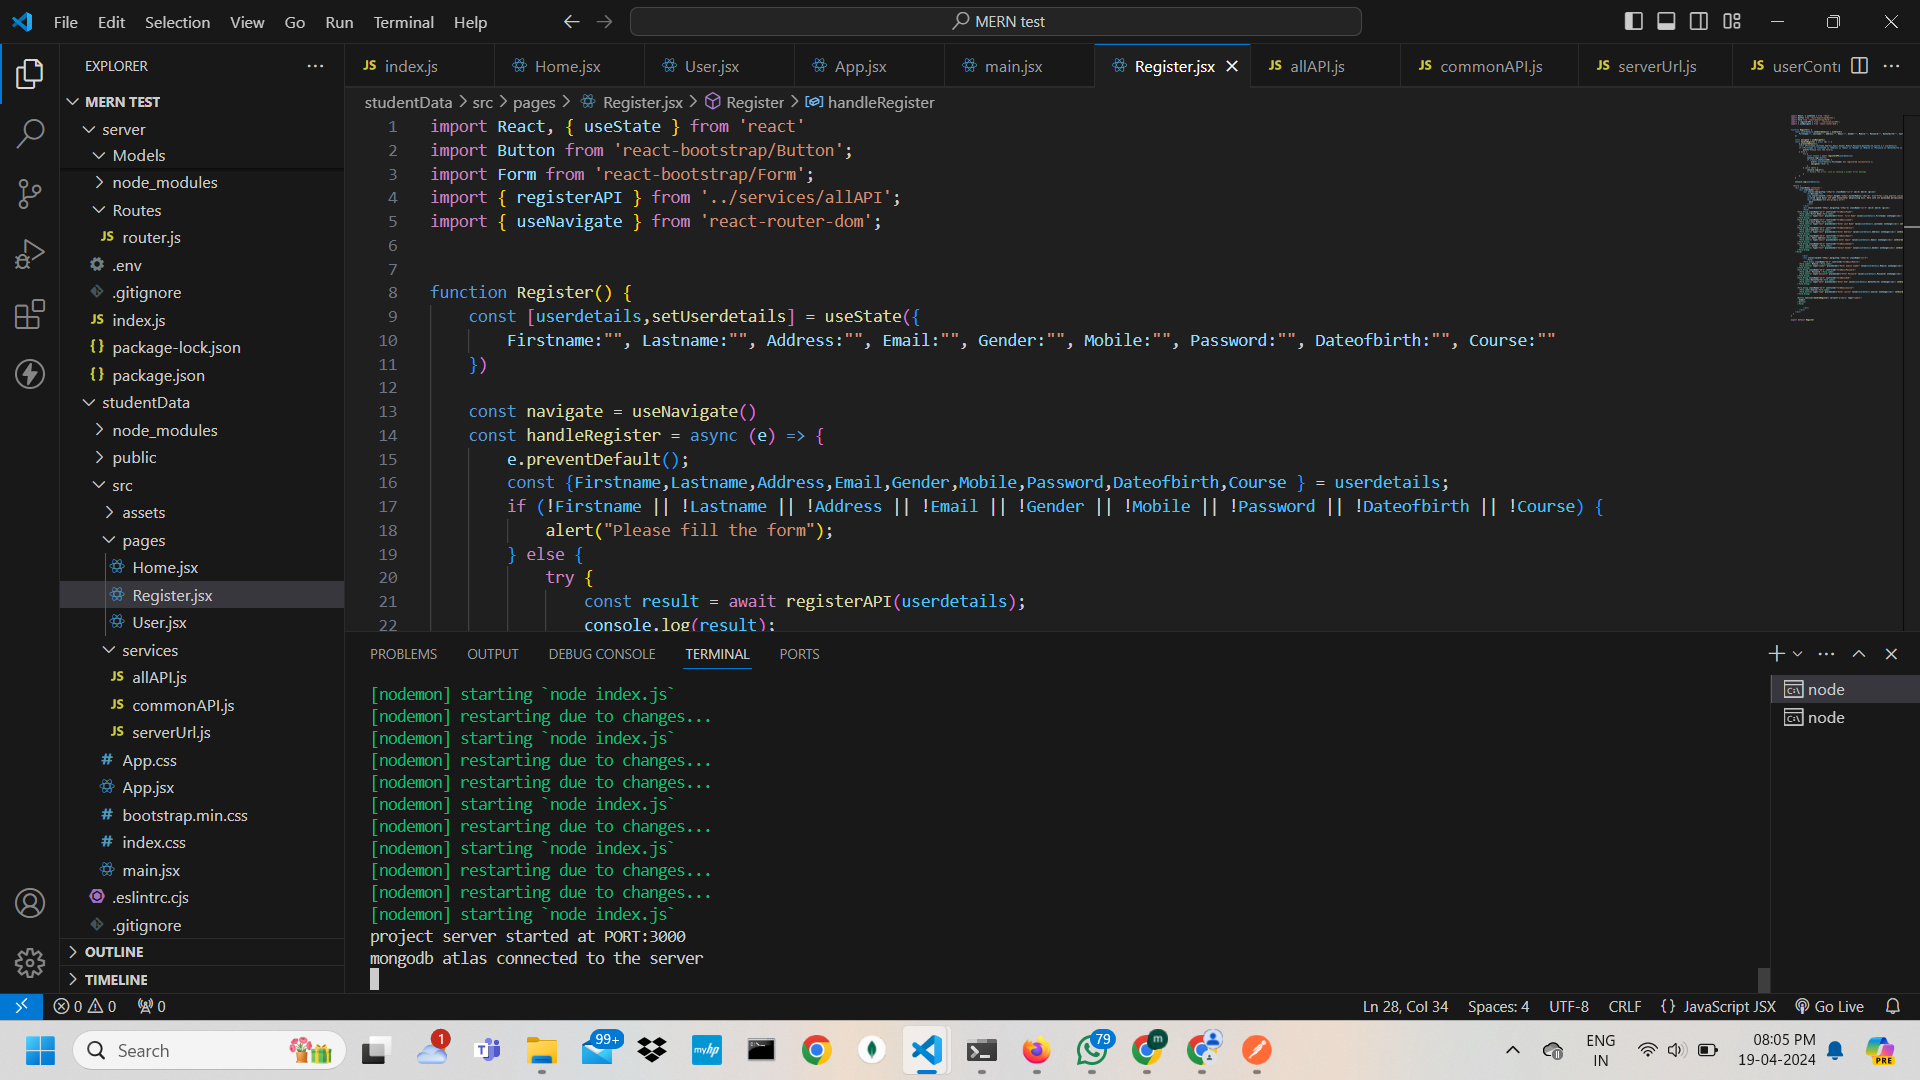 File Edit Selection View Go Run Terminal Help
MERN test
EXPLORER
MERN TEST
server
Models
node_modules
Routes
JS router.js
.env
.gitignore
JS index.js
{} package-lock.json
{} package.json
studentData
node_modules
public
src
assets
pages
Home.jsx
Register.jsx
User.jsx
services
JS allAPI.js
JS commonAPI.js
JS serverUrl.js
# App.css
App.jsx
# bootstrap.min.css
# index.css
main.jsx
.eslintrc.cjs
.gitignore
OUTLINE
TIMELINE
JS index.js Home.jsx User.jsx App.jsx main.jsx Register.jsx JS allAPI.js JS commonAPI.js JS serverUrl.js JS userContr
studentData > src > pages > Register.jsx > Register > handleRegister
1 import React, { useState } from 'react'
2 import Button from 'react-bootstrap/Button';
3 import Form from 'react-bootstrap/Form';
4 import { registerAPI } from '../services/allAPI';
5 import { useNavigate } from 'react-router-dom';
6
7
8 function Register() {
9 const [userdetails,setUserdetails] = useState({
10 Firstname:"", Lastname:"", Address:"", Email:"", Gender:"", Mobile:"", Password:"", Dateofbirth:"", Course:""
11 })
12
13 const navigate = useNavigate()
14 const handleRegister = async (e) => {
15 e.preventDefault();
16 const {Firstname,Lastname,Address,Email,Gender,Mobile,Password,Dateofbirth,Course } = userdetails;
17 if (!Firstname || !Lastname || !Address || !Email || !Gender || !Mobile || !Password || !Dateofbirth || !Course) {
18 alert("Please fill the form");
19 } else {
20 try {
21 const result = await registerAPI(userdetails);
22 console.log(result);
PROBLEMS OUTPUT DEBUG CONSOLE TERMINAL PORTS
[nodemon] starting `node index.js`
[nodemon] restarting due to changes...
[nodemon] starting `node index.js`
[nodemon] restarting due to changes...
[nodemon] restarting due to changes...
[nodemon] starting `node index.js`
[nodemon] restarting due to changes...
[nodemon] starting `node index.js`
[nodemon] restarting due to changes...
[nodemon] restarting due to changes...
[nodemon] starting `node index.js`
project server started at PORT:3000
mongodb atlas connected to the server
node
node
0 0 0
Ln 28, Col 34 Spaces: 4 UTF-8 CRLF {} JavaScript JSX Go Live
Search
1
99+
myhp
79
m
ENG
IN
08:05 PM
19-04-2024
PRE